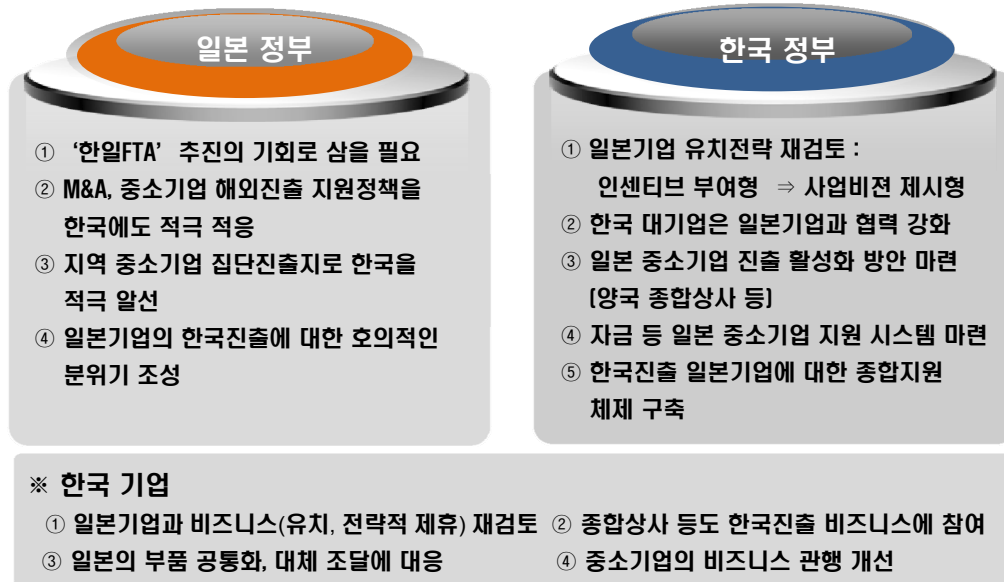 일본 정부
① ‘한일FTA’ 추진의 기회로 삼을 필요
② M&A, 중소기업 해외진출 지원정책을
한국에도 적극 적응
③ 지역 중소기업 집단진출지로 한국을
적극 알선
④ 일본기업의 한국진출에 대한 호의적인
분위기 조성
한국 정부
① 일본기업 유치전략 재검토 :
인센티브 부여형 ⇒ 사업비젼 제시형
② 한국 대기업은 일본기업과 협력 강화
③ 일본 중소기업 진출 활성화 방안 마련
(양국 종합상사 등)
④ 자금 등 일본 중소기업 지원 시스템 마련
⑤ 한국진출 일본기업에 대한 종합지원
체제 구축
※ 한국 기업
① 일본기업과 비즈니스(유치, 전략적 제휴) 재검토 ② 종합상사 등도 한국진출 비즈니스에 참여
③ 일본의 부품 공통화, 대체 조달에 대응 ④ 중소기업의 비즈니스 관행 개선